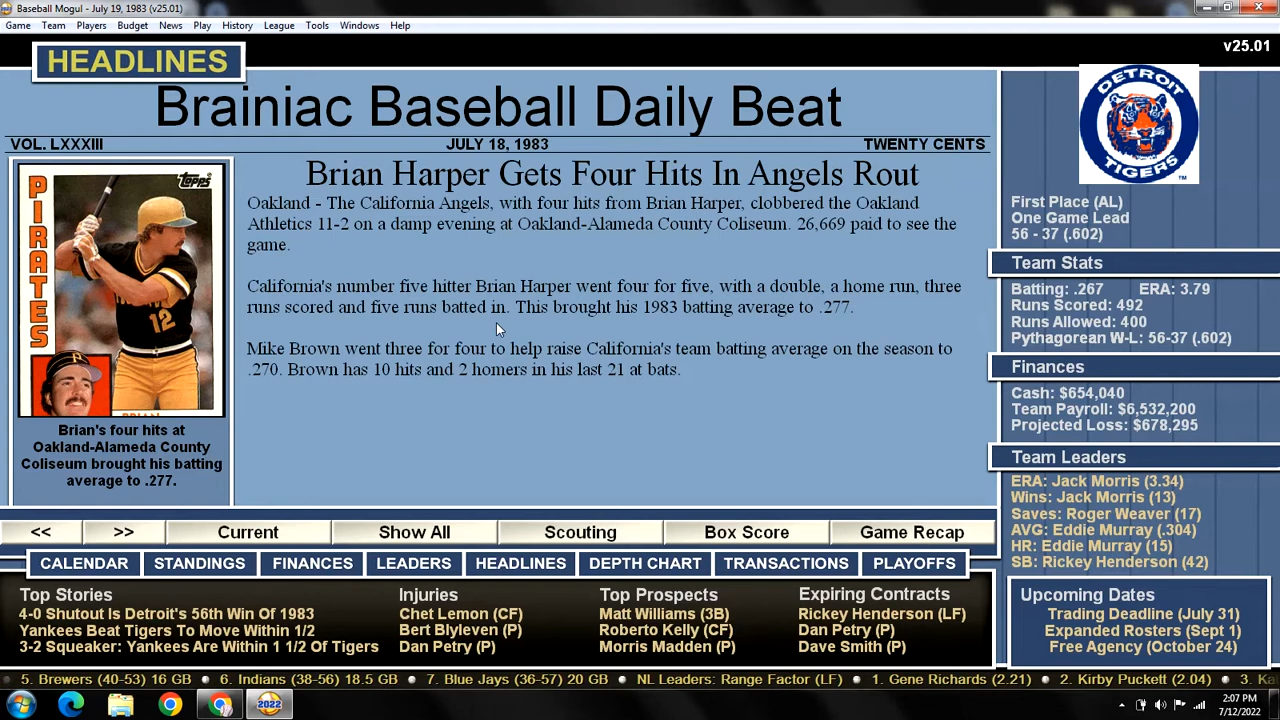 Baseball Mogul - July 19, 1983 (v25.01)
Game Team Players Budget News Play History League Tools Windows Help
HEADLINES
v25.01
Brainiac Baseball Daily Beat
VOL. LXXXIII JULY 18, 1983 TWENTY CENTS
PIRATES
Topps
12
P
BRIAN
Brian's four hits at
Oakland-Alameda County
Coliseum brought his batting
average to .277.
Brian Harper Gets Four Hits In Angels Rout
Oakland - The California Angels, with four hits from Brian Harper, clobbered the Oakland
Athletics 11-2 on a damp evening at Oakland-Alameda County Coliseum. 26,669 paid to see the
game.
California's number five hitter Brian Harper went four for five, with a double, a home run, three
runs scored and five runs batted in. This brought his 1983 batting average to .277.
Mike Brown went three for four to help raise California's team batting average on the season to
.270. Brown has 10 hits and 2 homers in his last 21 at bats.
DETROIT
TIGERS
First Place (AL)
One Game Lead
56 - 37 (.602)
Team Stats
Batting: .267 ERA: 3.79
Runs Scored: 492
Runs Allowed: 400
Pythagorean W-L: 56-37 (.602)
Finances
Cash: $654,040
Team Payroll: $6,532,200
Projected Loss: $678,295
Team Leaders
ERA: Jack Morris (3.34)
Wins: Jack Morris (13)
Saves: Roger Weaver (17)
AVG: Eddie Murray (.304)
HR: Eddie Murray (15)
SB: Rickey Henderson (42)
<< >> Current Show All Scouting Box Score Game Recap
CALENDAR STANDINGS FINANCES LEADERS HEADLINES DEPTH CHART TRANSACTIONS PLAYOFFS
Top Stories
4-0 Shutout Is Detroit's 56th Win Of 1983
Yankees Beat Tigers To Move Within 1/2
3-2 Squeaker: Yankees Are Within 1 1/2 Of Tigers
Injuries
Chet Lemon (CF)
Bert Blyleven (P)
Dan Petry (P)
Top Prospects
Matt Williams (3B)
Roberto Kelly (CF)
Morris Madden (P)
Expiring Contracts
Rickey Henderson (LF)
Dan Petry (P)
Dave Smith (P)
Upcoming Dates
Trading Deadline (July 31)
Expanded Rosters (Sept 1)
Free Agency (October 24)
5. Brewers (40-53) 16 GB 6. Indians (38-56) 18.5 GB 7. Blue Jays (36-57) 20 GB NL Leaders: Range Factor (LF) 1. Gene Richards (2.21) 2. Kirby Puckett (2.04) 3.
2022
2:07 PM
7/12/2022